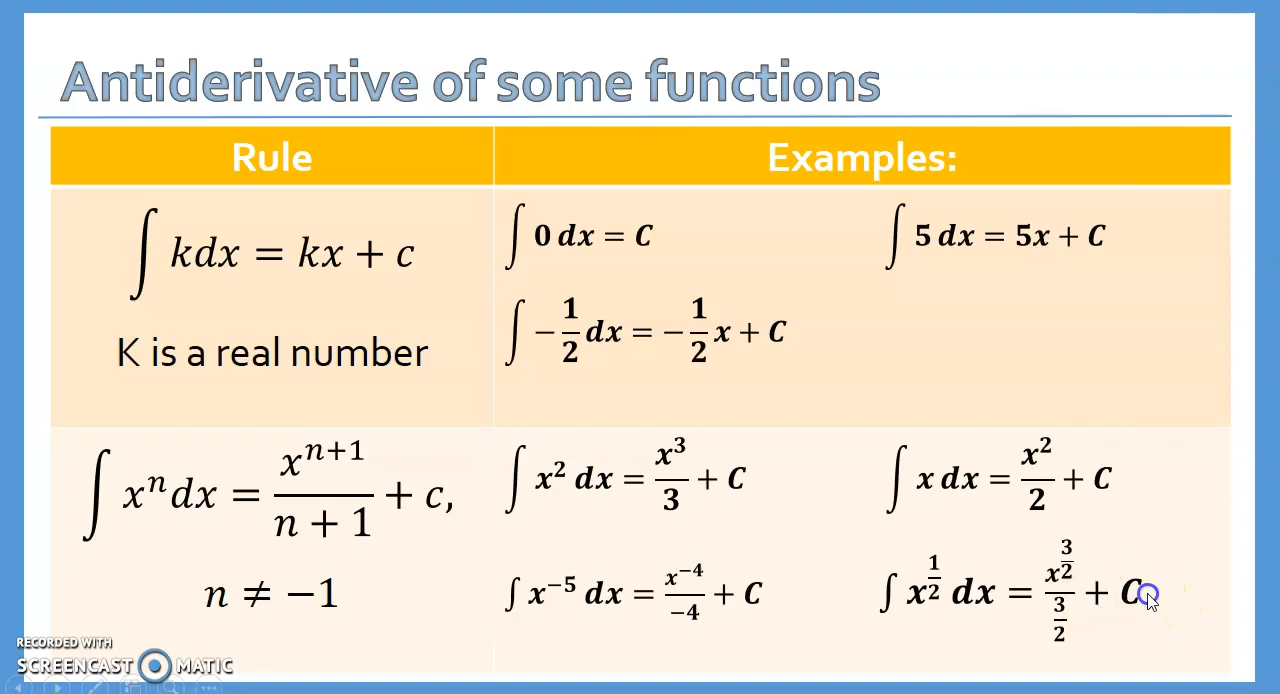 Antiderivative of some functions
Rule
Examples:
∫ kdx = kx + c
K is a real number
∫ 0 dx = C
∫ 5 dx = 5x + C
∫ −1/2 dx = −1/2 x + C
∫ xⁿdx = xⁿ⁺¹/(n + 1) + c,
n ≠ −1
∫ x² dx = x³/3 + C
∫ x dx = x²/2 + C
∫ x⁻⁵ dx = x⁻⁴/−4 + C
∫ x^(1/2) dx = x^(3/2)/(3/2) + C
RECORDED WITH
SCREENCAST MATIC